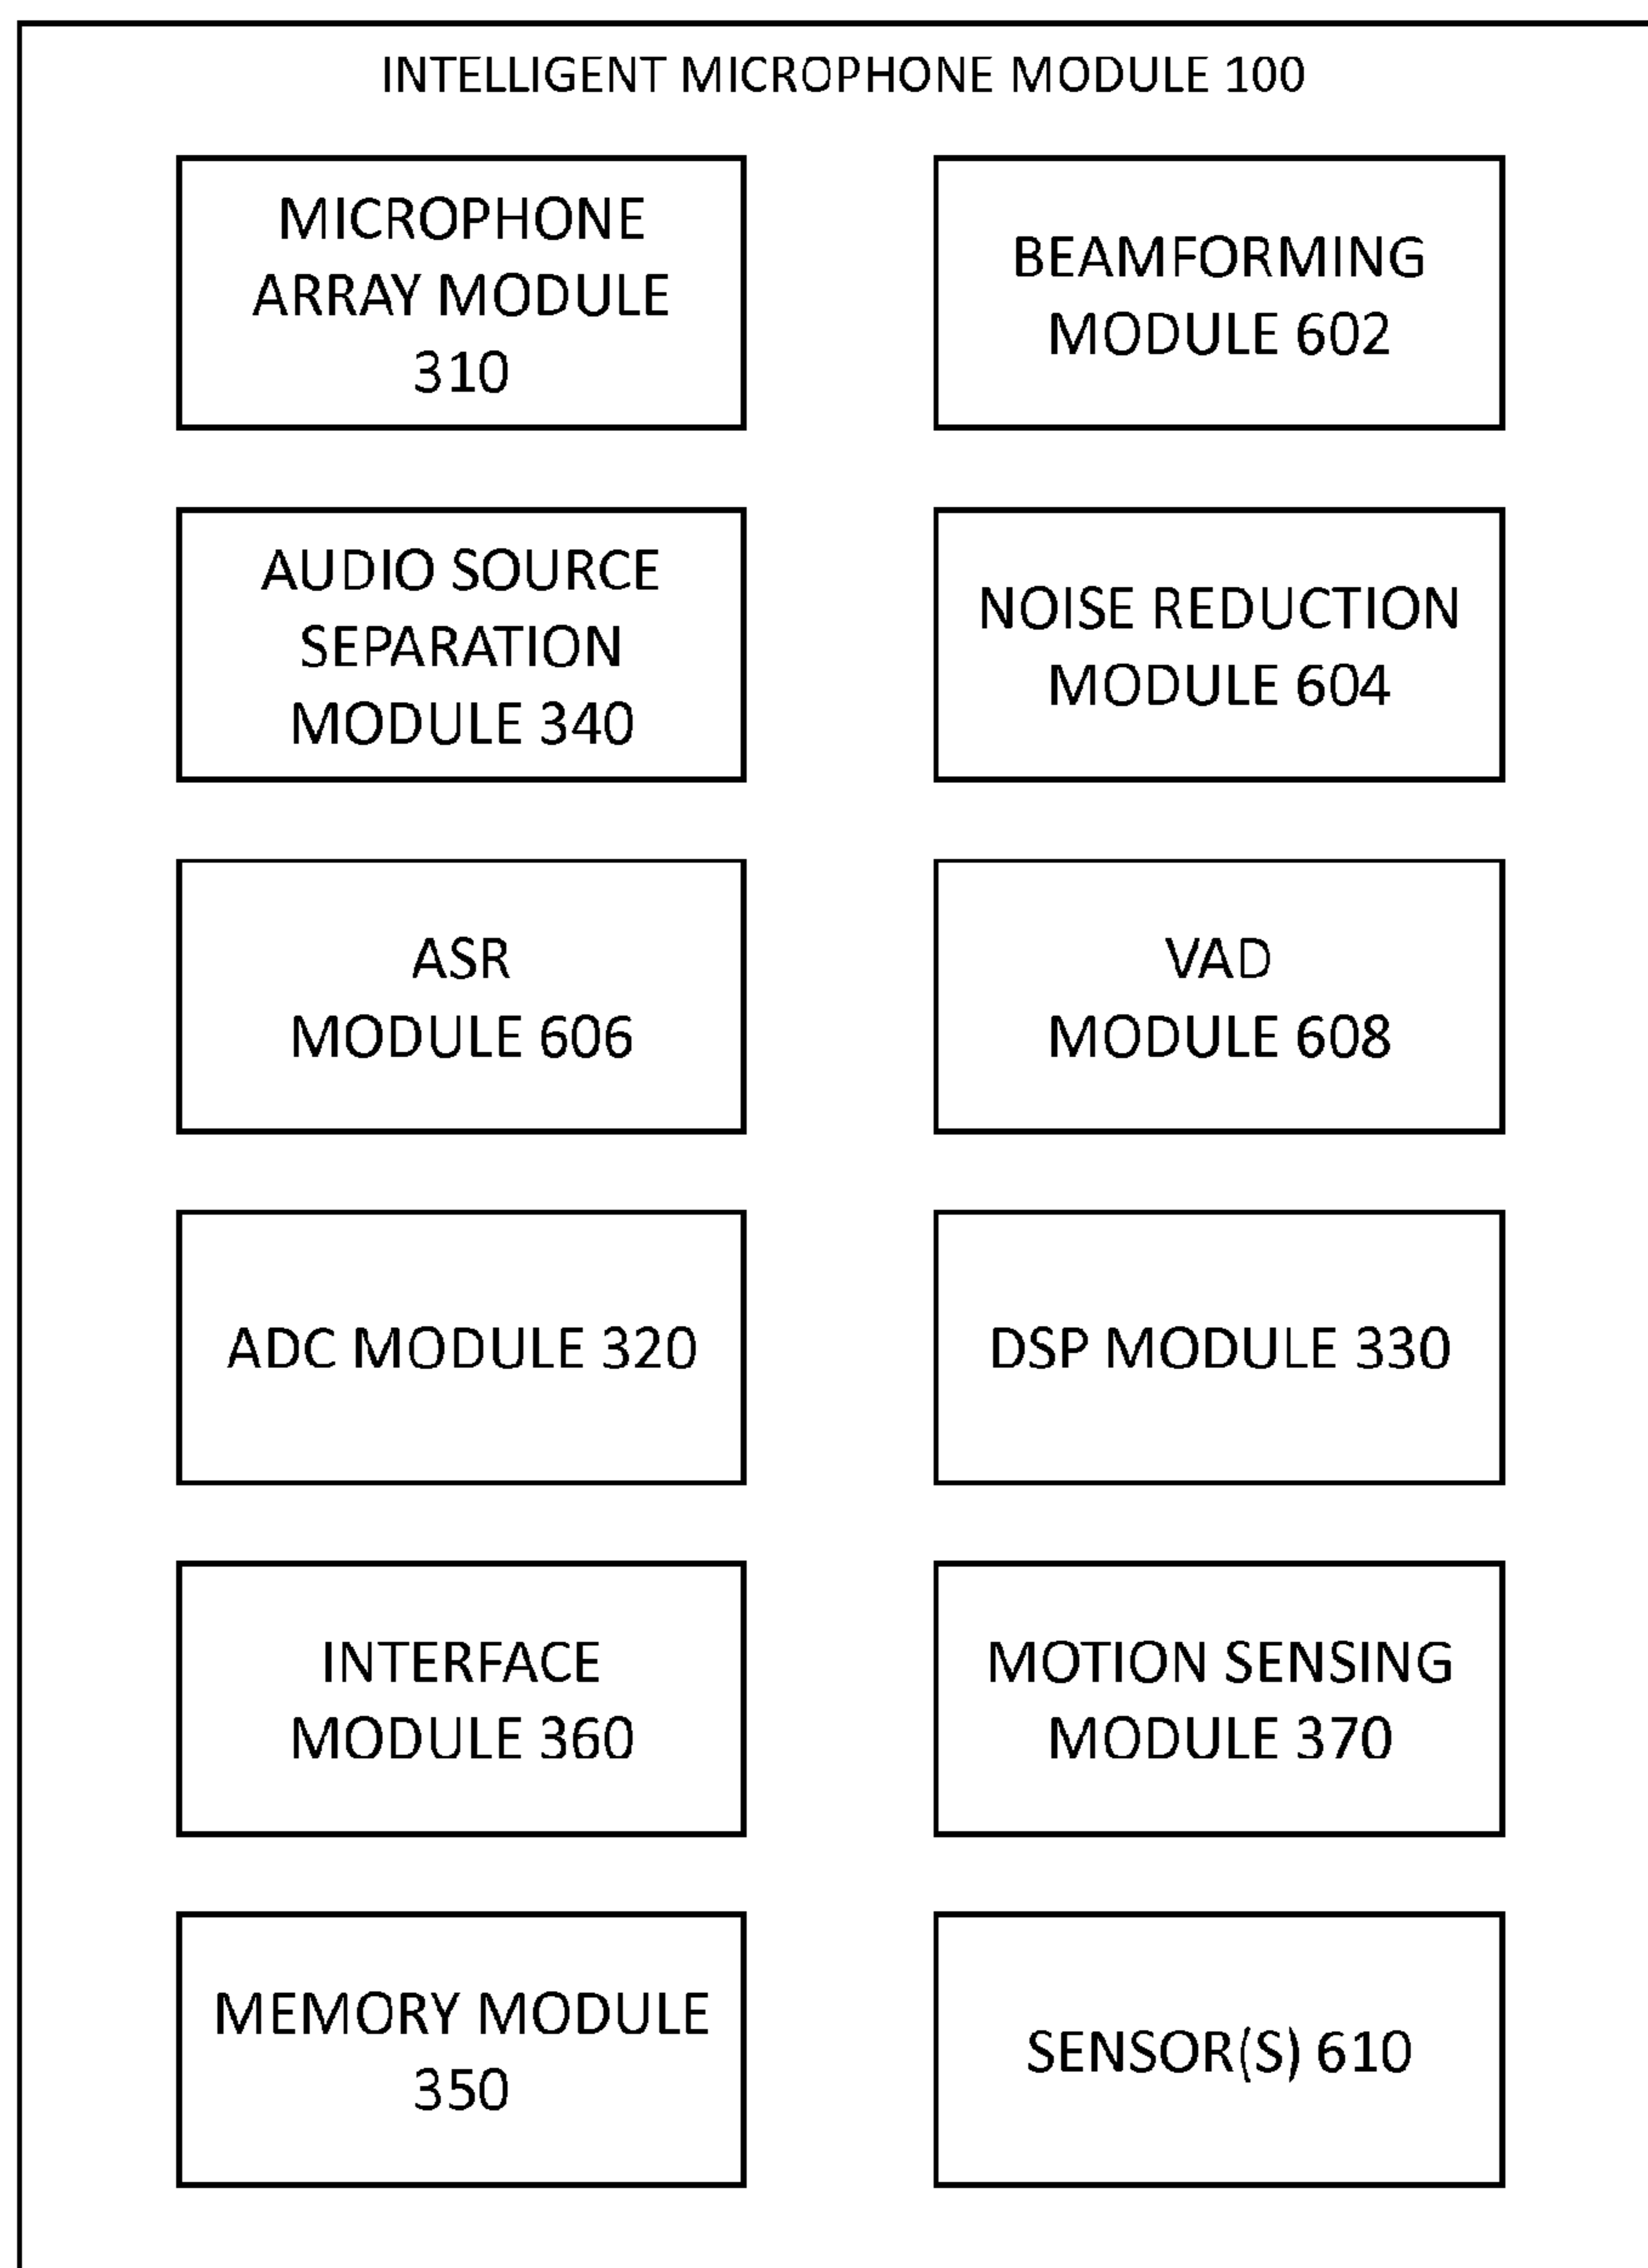 INTELLIGENT MICROPHONE MODULE 100
MICROPHONE
ARRAY MODULE
310
BEAMFORMING
MODULE 602
AUDIO SOURCE
SEPARATION
MODULE 340
NOISE REDUCTION
MODULE 604
ASR
MODULE 606
VAD
MODULE 608
ADC MODULE 320
DSP MODULE 330
INTERFACE
MODULE 360
MOTION SENSING
MODULE 370
MEMORY MODULE
350
SENSOR(S) 610